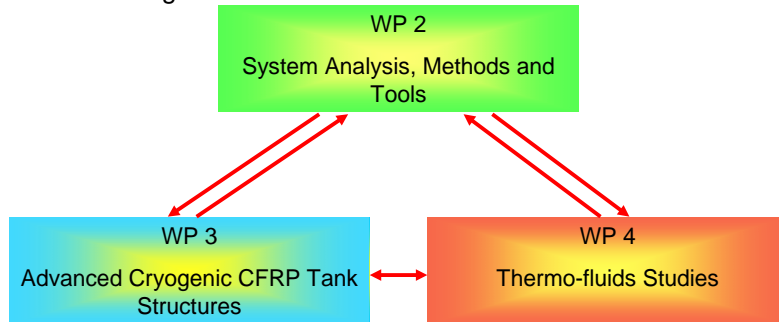 WP 2
System Analysis, Methods and
Tools
WP 3
Advanced Cryogenic CFRP Tank
Structures
WP 4
Thermo-fluids Studies